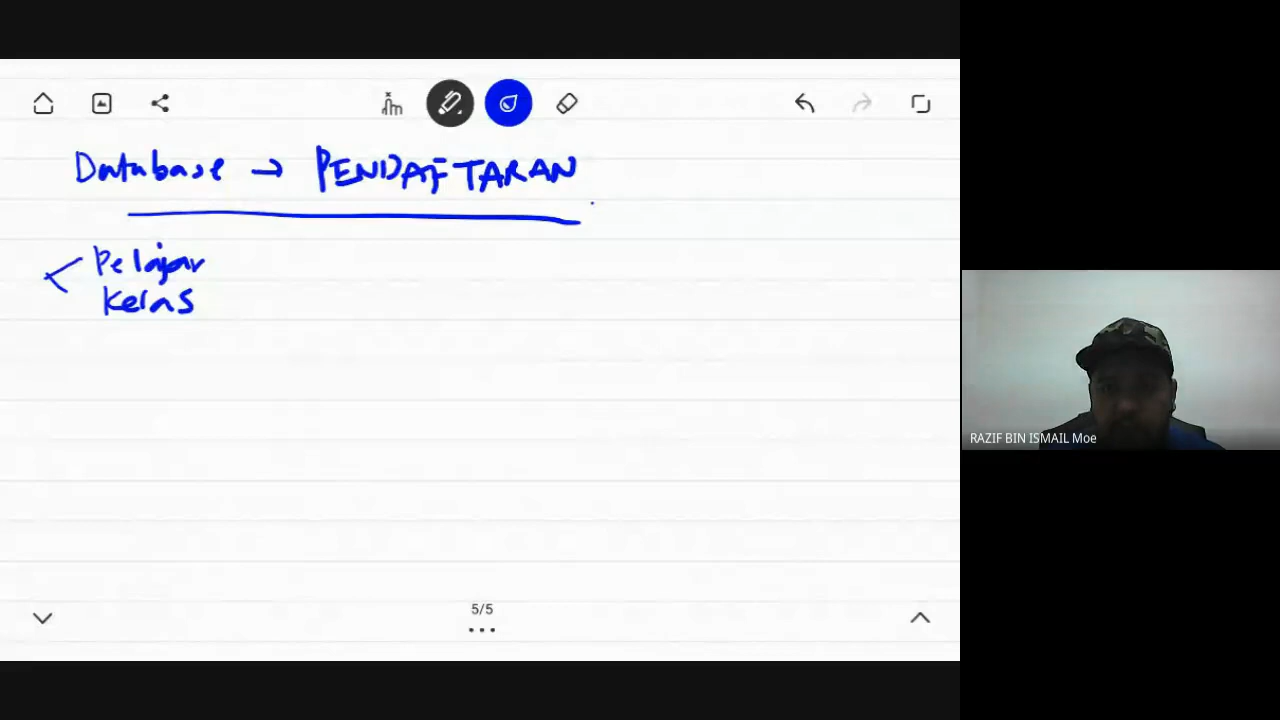 Database → PENDAFTARAN
Pelajar
Kelas
5/5
RAZIF BIN ISMAIL Moe